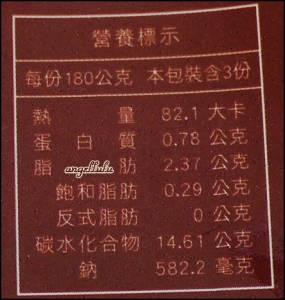 營養標示
每份180公克 本包裝含3份
熱量 82.1 大卡
蛋白質 0.78 公克
脂肪 2.37 公克
angellulu
飽和脂肪 0.29 公克
反式脂肪 0 公克
碳水化合物 14.61 公克
鈉 582.2 毫克